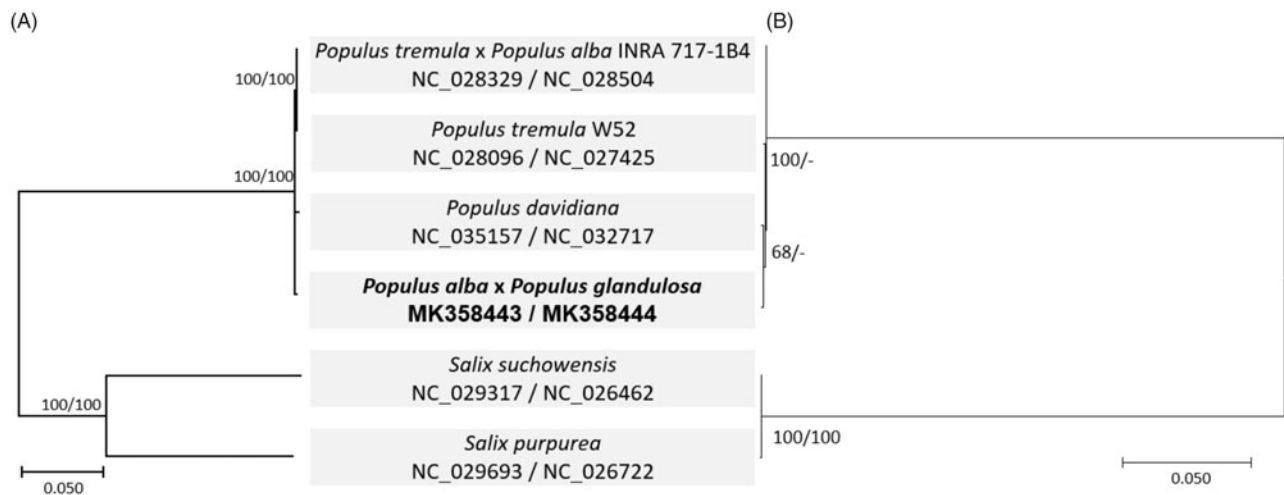 (A)
(B)
100/100
100/100
100/100
0.050
Populus tremula x Populus alba INRA 717-1B4
NC_028329 / NC_028504
Populus tremula W52
NC_028096 / NC_027425
Populus davidiana
NC_035157 / NC_032717
Populus alba x Populus glandulosa
MK358443 / MK358444
Salix suchowensis
NC_029317 / NC_026462
Salix purpurea
NC_029693 / NC_026722
100/-
68/-
100/100
0.050